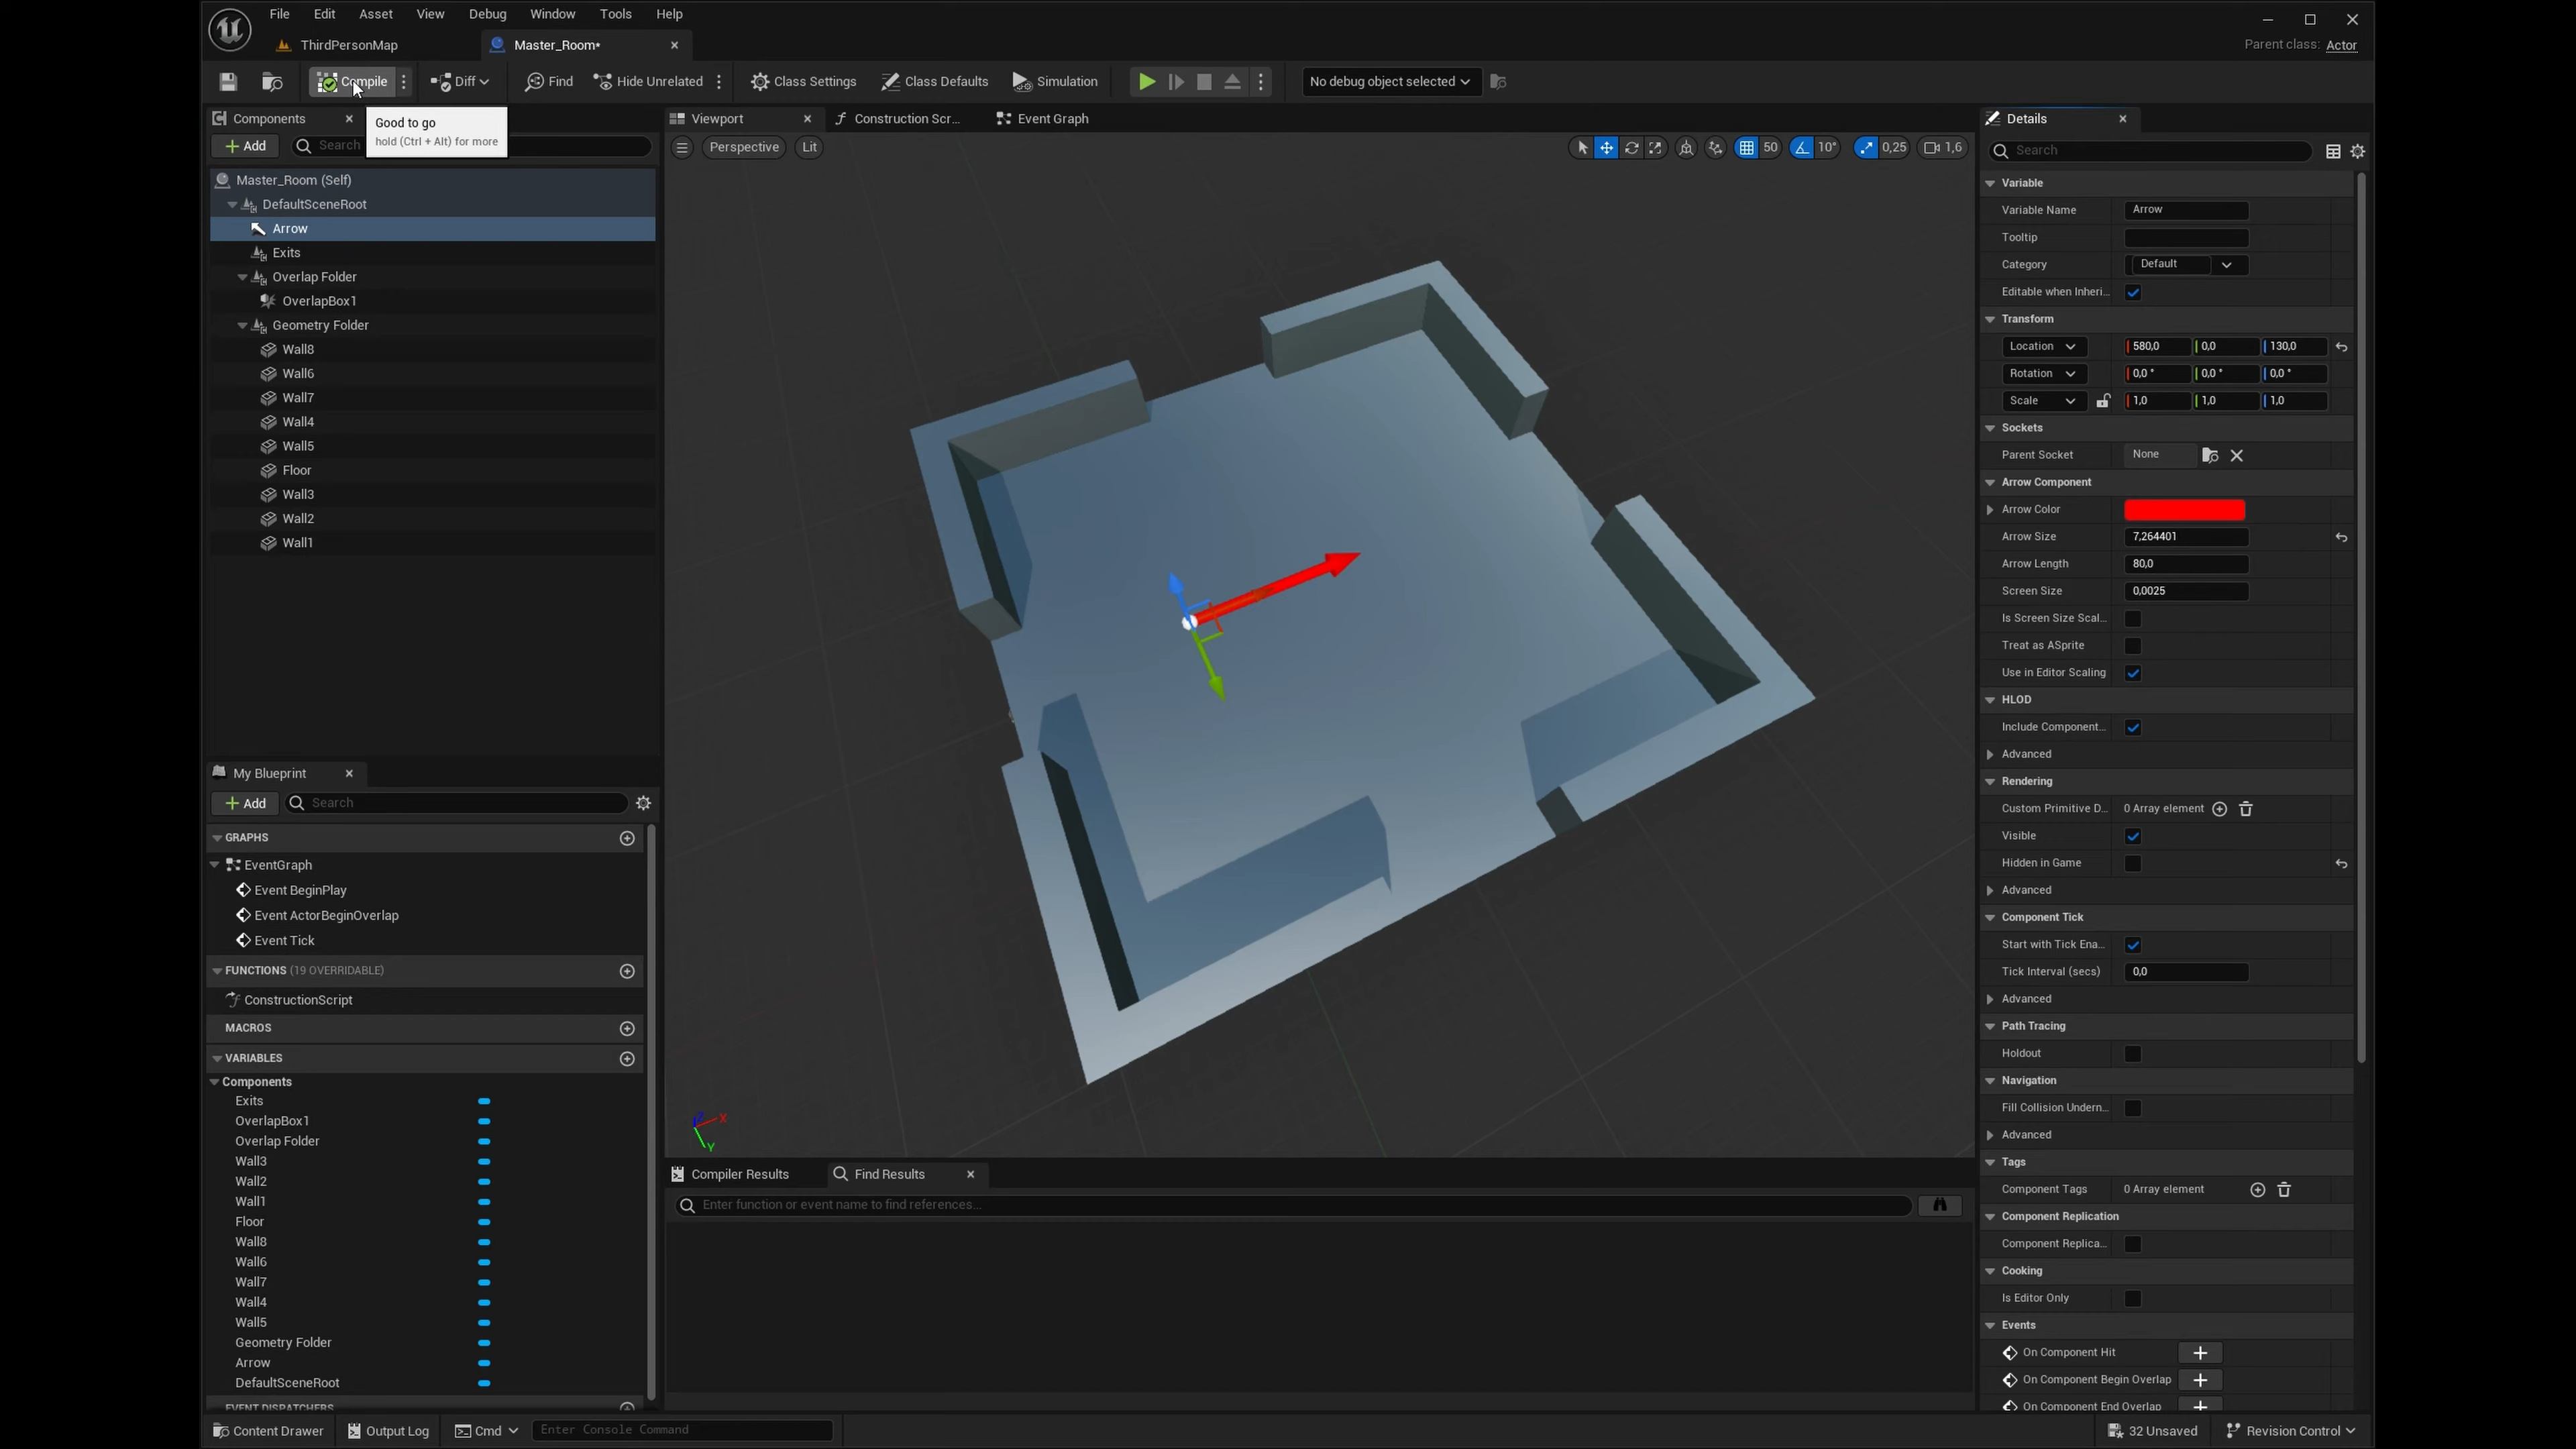 File Edit Asset View Debug Window Tools Help
ThirdPersonMap
Master_Room*
Parent class: Actor
Compile
Diff
Find
Hide Unrelated
Class Settings
Class Defaults
Simulation
No debug object selected
Components
Good to go
hold (Ctrl + Alt) for more
Add
Search
Master_Room (Self)
DefaultSceneRoot
Arrow
Exits
Overlap Folder
OverlapBox1
Geometry Folder
Wall8
Wall6
Wall7
Wall4
Wall5
Floor
Wall3
Wall2
Wall1
My Blueprint
Add
Search
GRAPHS
EventGraph
Event BeginPlay
Event ActorBeginOverlap
Event Tick
FUNCTIONS (19 OVERRIDABLE)
ConstructionScript
MACROS
VARIABLES
Components
Exits
OverlapBox1
Overlap Folder
Wall3
Wall2
Wall1
Floor
Wall8
Wall6
Wall7
Wall4
Wall5
Geometry Folder
Arrow
DefaultSceneRoot
EVENT DISPATCHERS
Viewport
Construction Scr...
Event Graph
Perspective
Lit
50
10°
0,25
1,6
Z
X
Y
Compiler Results
Find Results
Enter function or event name to find references...
Details
Search
Variable
Variable Name Arrow
Tooltip
Category Default
Editable when Inheri...
Transform
Location 580,0 0,0 130,0
Rotation 0,0 ° 0,0 ° 0,0 °
Scale 1,0 1,0 1,0
Sockets
Parent Socket None
Arrow Component
Arrow Color
Arrow Size 7,264401
Arrow Length 80,0
Screen Size 0,0025
Is Screen Size Scal...
Treat as ASprite
Use in Editor Scaling
HLOD
Include Component...
Advanced
Rendering
Custom Primitive D... 0 Array element
Visible
Hidden in Game
Advanced
Component Tick
Start with Tick Ena...
Tick Interval (secs) 0,0
Advanced
Path Tracing
Holdout
Navigation
Fill Collision Undern...
Advanced
Tags
Component Tags 0 Array element
Component Replication
Component Replica...
Cooking
Is Editor Only
Events
On Component Hit
On Component Begin Overlap
On Component End Overlap
Content Drawer
Output Log
Cmd
Enter Console Command
32 Unsaved
Revision Control